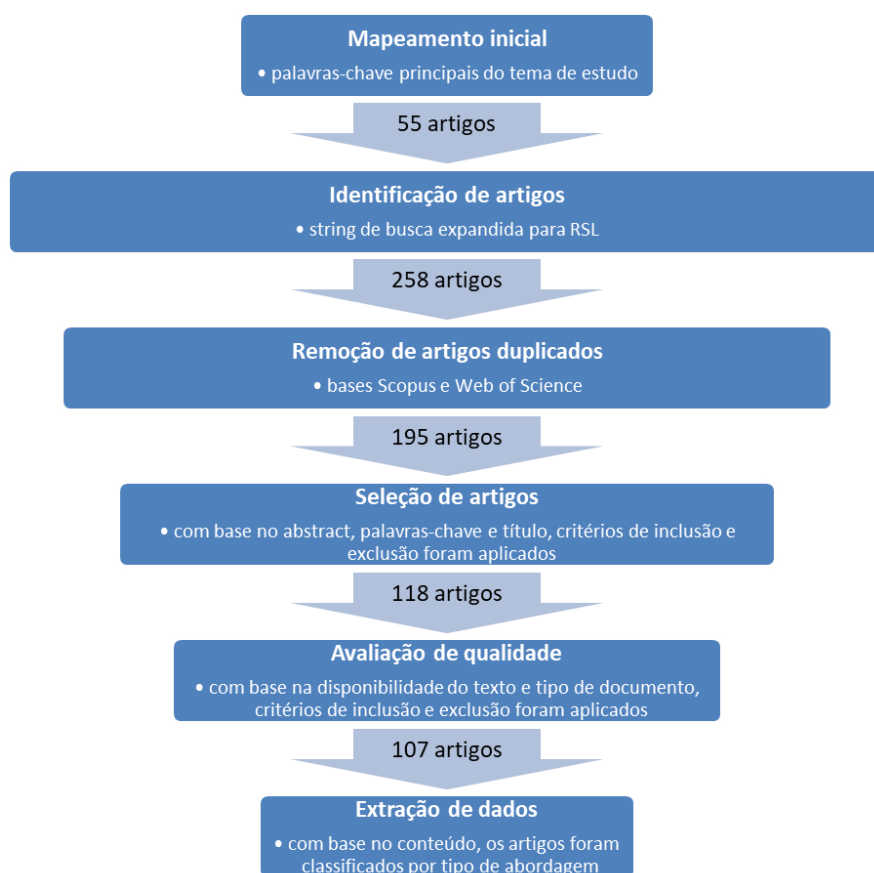 Mapeamento inicial
• palavras-chave principais do tema de estudo
55 artigos
Identificação de artigos
• string de busca expandida para RSL
258 artigos
Remoção de artigos duplicados
• bases Scopus e Web of Science
195 artigos
Seleção de artigos
• com base no abstract, palavras-chave e título, critérios de inclusão e
exclusão foram aplicados
118 artigos
Avaliação de qualidade
• com base na disponibilidade do texto e tipo de documento,
critérios de inclusão e exclusão foram aplicados
107 artigos
Extração de dados
• com base no conteúdo, os artigos foram
classificados por tipo de abordagem